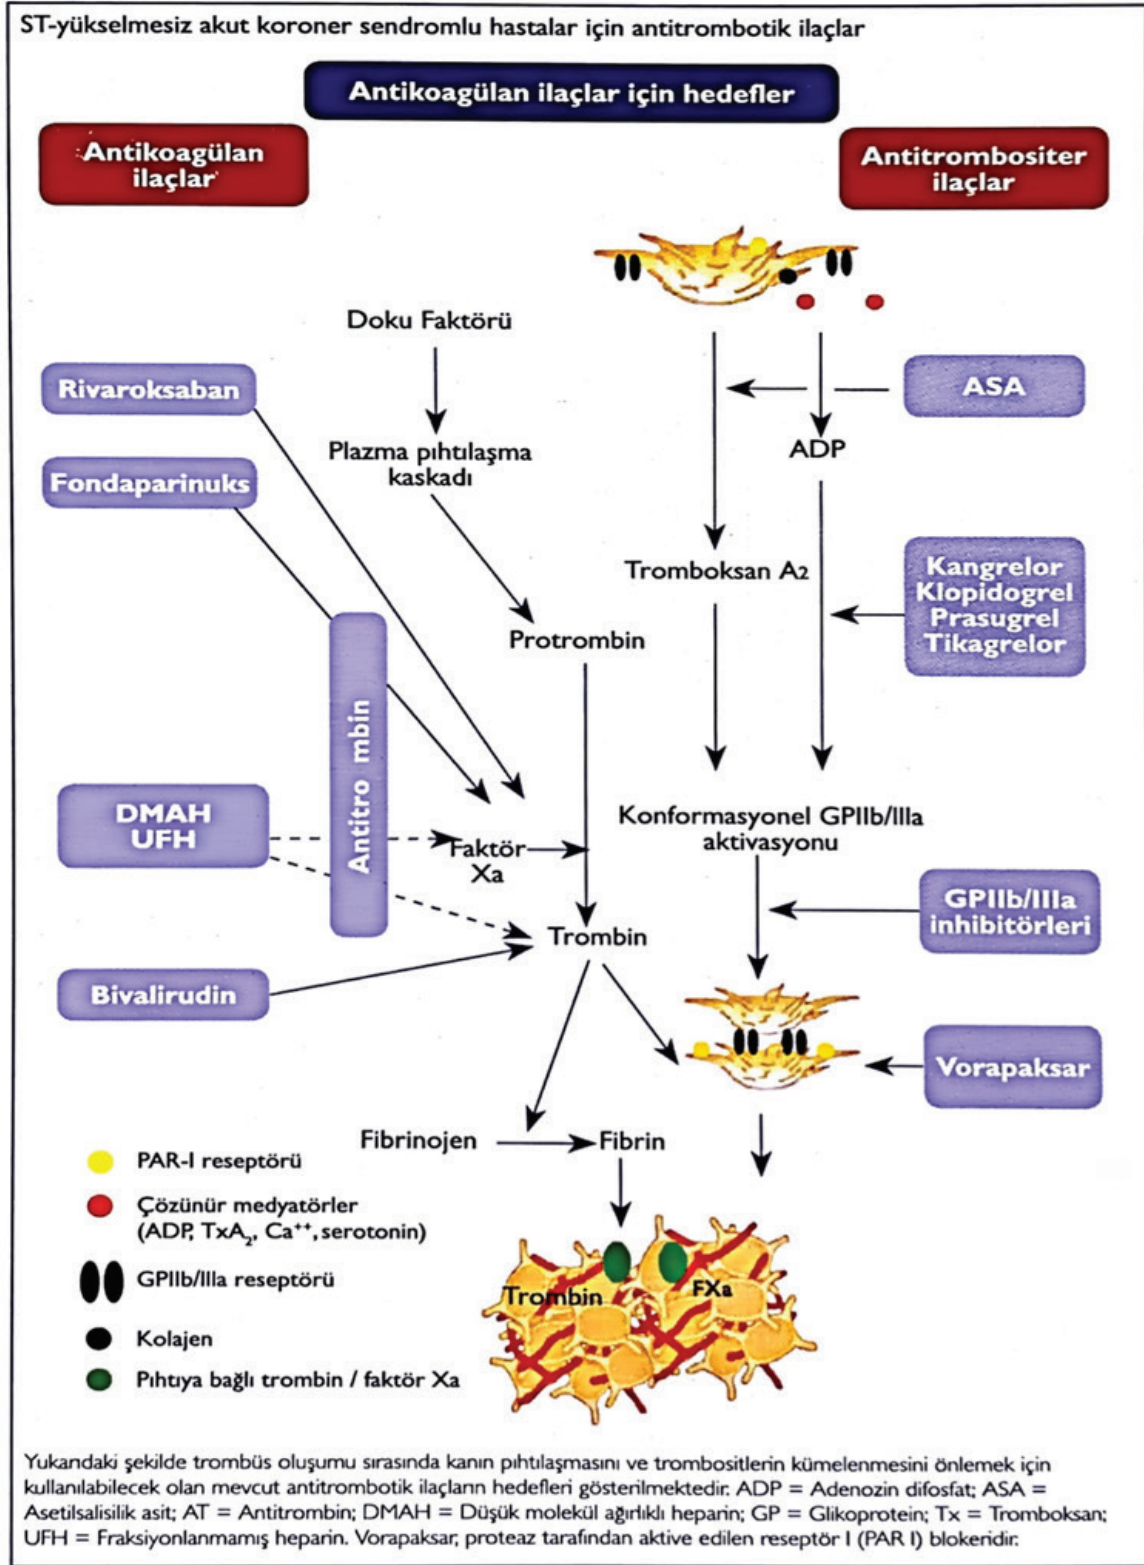 ST-yükselmesiz akut koroner sendromlu hastalar için antitrombotik ilaçlar
Antikoagülan ilaçlar için hedefler
Antikoagülan
ilaçlar
Antitrombositer
ilaçlar
Doku Faktörü
Rivaroksaban
ASA
Plazma pıhtılaşma
kaskadı
ADP
Fondaparinuks
Tromboksan A2
Kangrelor
Klopidogrel
Prasugrel
Tikagrelor
Protrombin
Antitro mbin
DMAH
UFH
Faktör
Xa
Konformasyonel GPIIb/IIIa
aktivasyonu
GPIIb/IIIa
inhibitörleri
Trombin
Bivalirudin
Vorapaksar
Fibrinojen
Fibrin
PAR-I reseptörü
Çözünür medyatörler
(ADP, TxA₂, Ca⁺⁺, serotonin)
GPIIb/IIIa reseptörü
Kolajen
Pıhtıya bağlı trombin / faktör Xa
Trombin
FXa
Yukandaki şekilde trombüs oluşumu sırasında kanın pıhtılaşmasını ve trombositlerin kümelenmesini önlemek için
kullanılabilecek olan mevcut antitrombotik ilaçlann hedefleri gösterilmektedir. ADP = Adenozin difosfat; ASA =
Asetilsalisilik asit; AT = Antitrombin; DMAH = Düşük molekül ağırlıklı heparin; GP = Glikoprotein; Tx = Tromboksan;
UFH = Fraksiyonlanmamış heparin. Vorapaksar, proteaz tarafından aktive edilen reseptör I (PAR I) blokeridir.